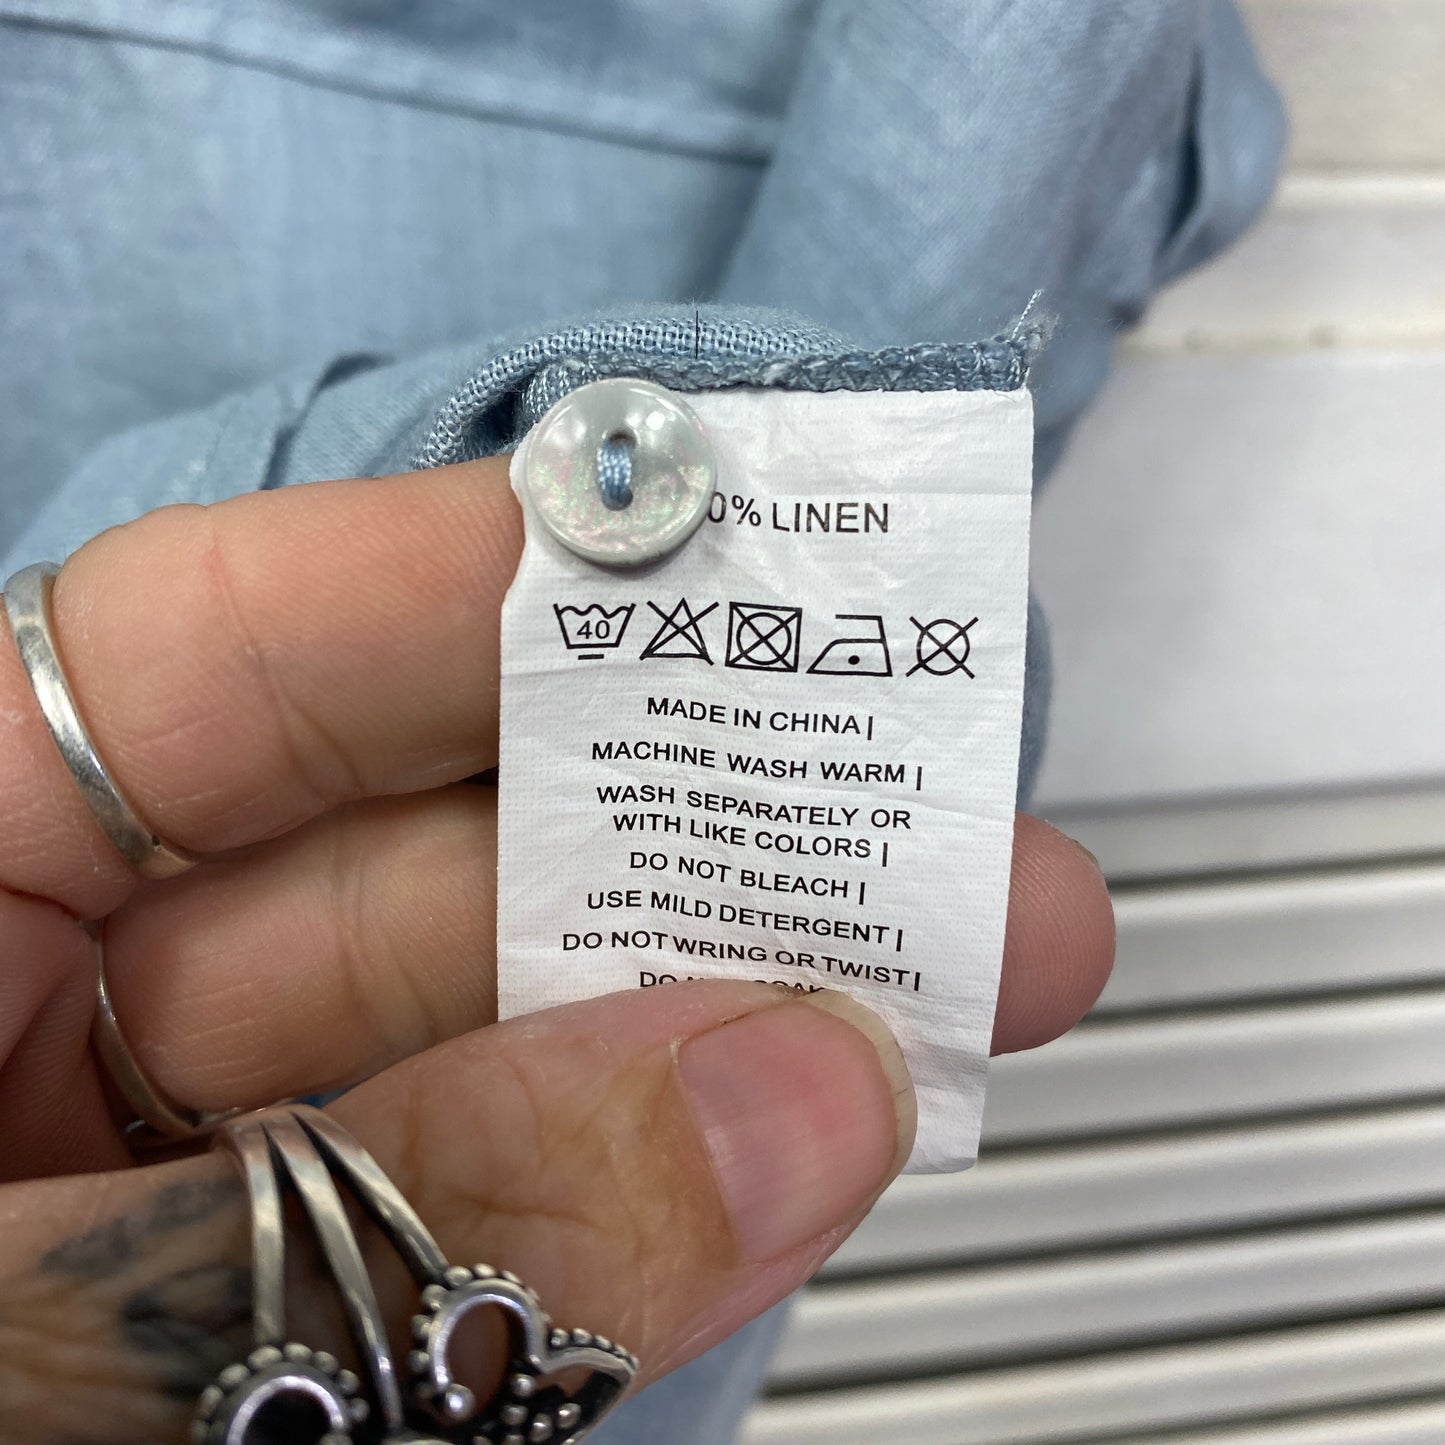 0% LINEN
40
MADE IN CHINA |
MACHINE WASH WARM |
WASH SEPARATELY OR
WITH LIKE COLORS |
DO NOT BLEACH |
USE MILD DETERGENT |
DO NOT WRING OR TWIST |
DO